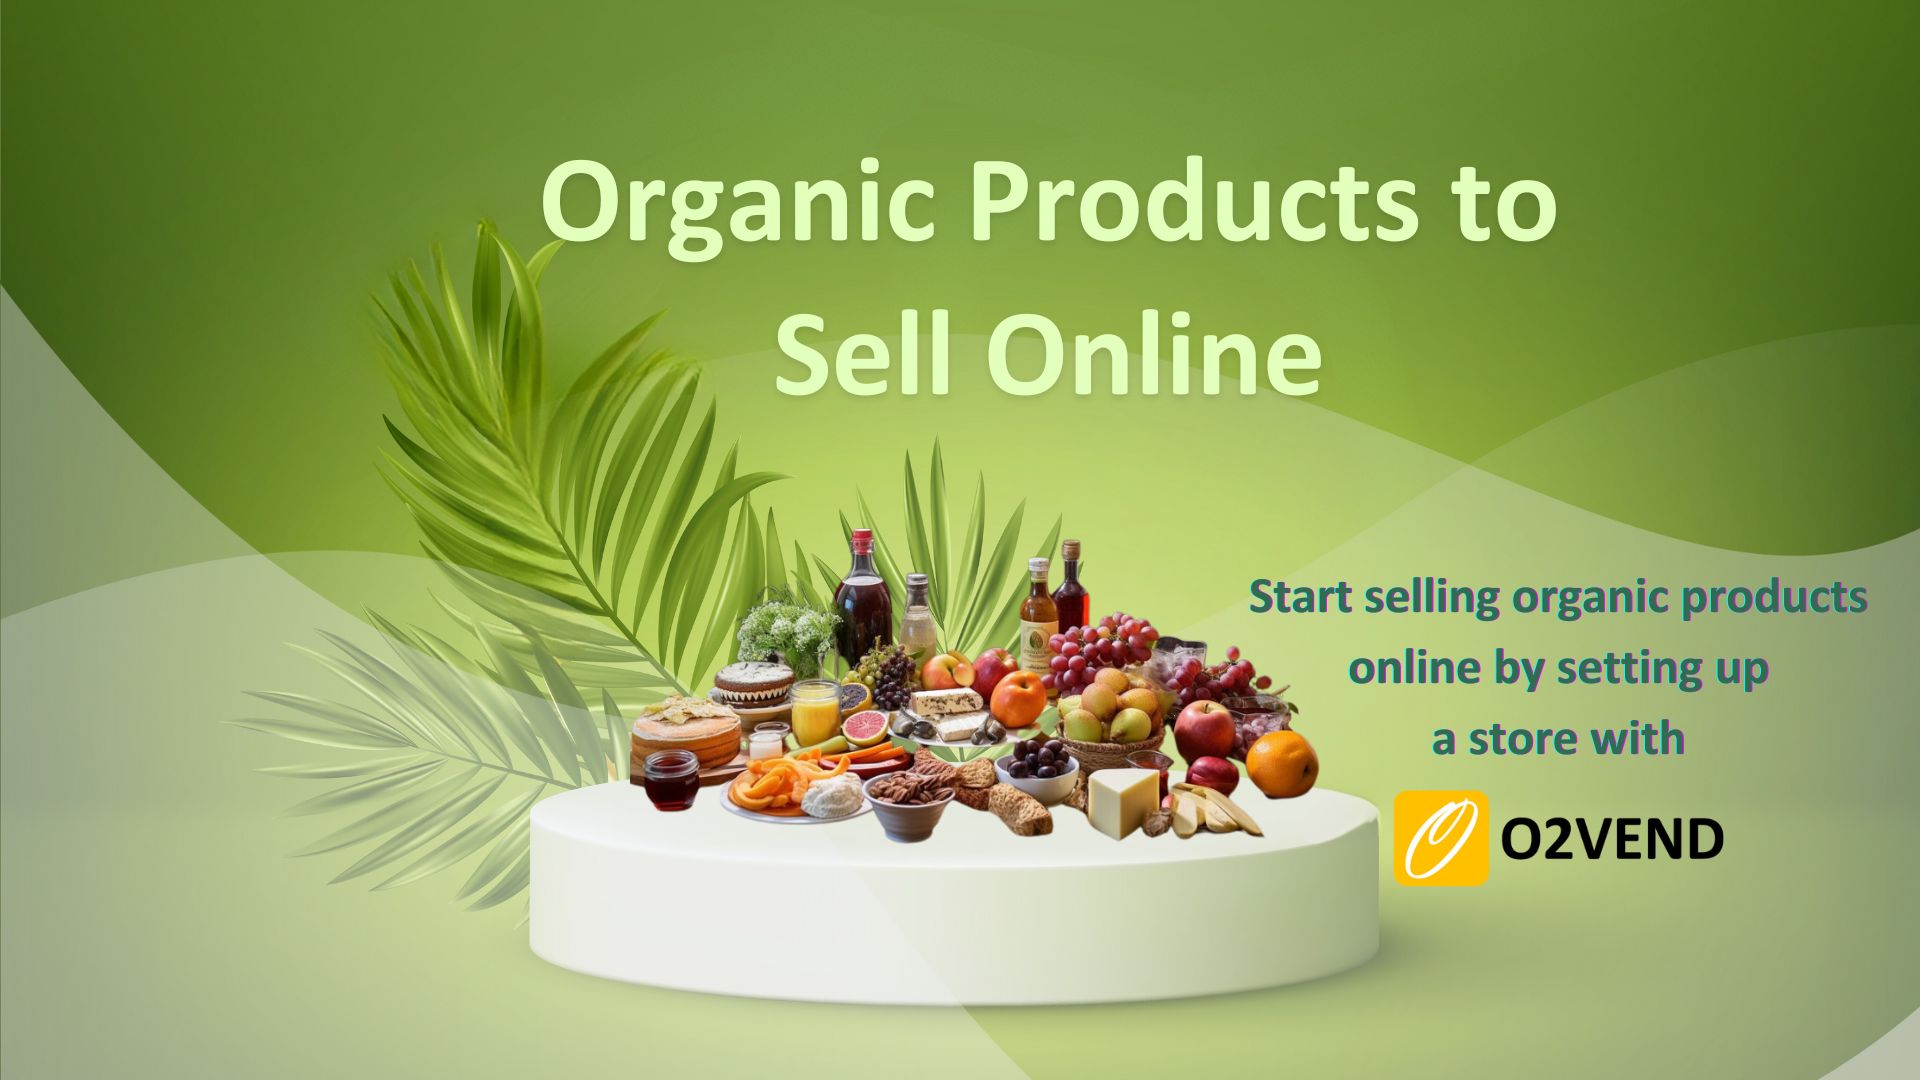 Organic Products to
Sell Online
Start selling organic products
online by setting up
a store with
O2VEND